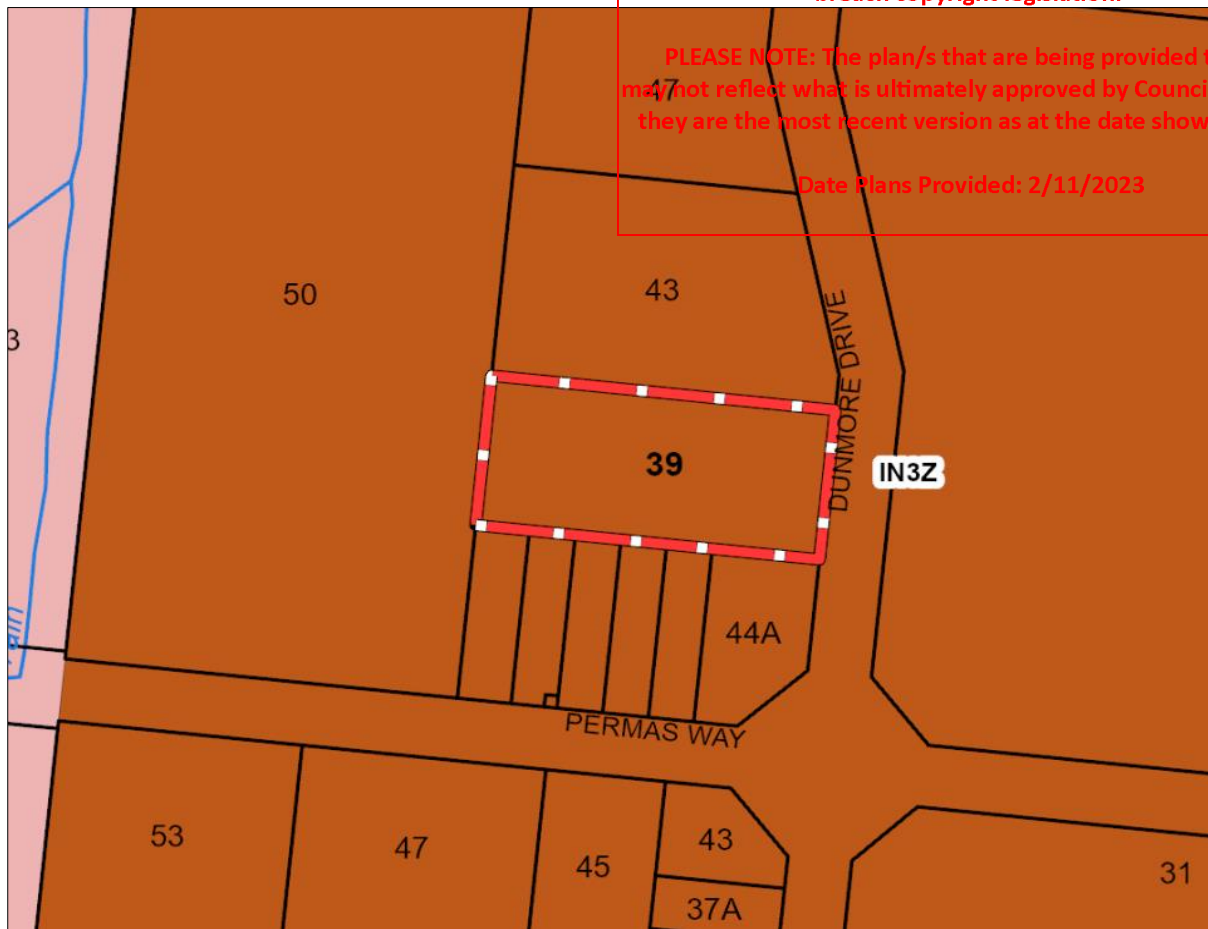 PLEASE NOTE: The plan/s that are being provided
47
may not reflect what is ultimately approved by
they are the most recent version as at the date
Date Plans Provided: 2/11/2023
50
43
3
DUNMORE DRIVE
39
IN3Z
44A
PERMAS WAY
53
47
45
43
31
37A